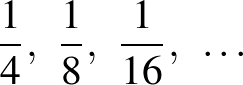 1/4, 1/8, 1/16, ...